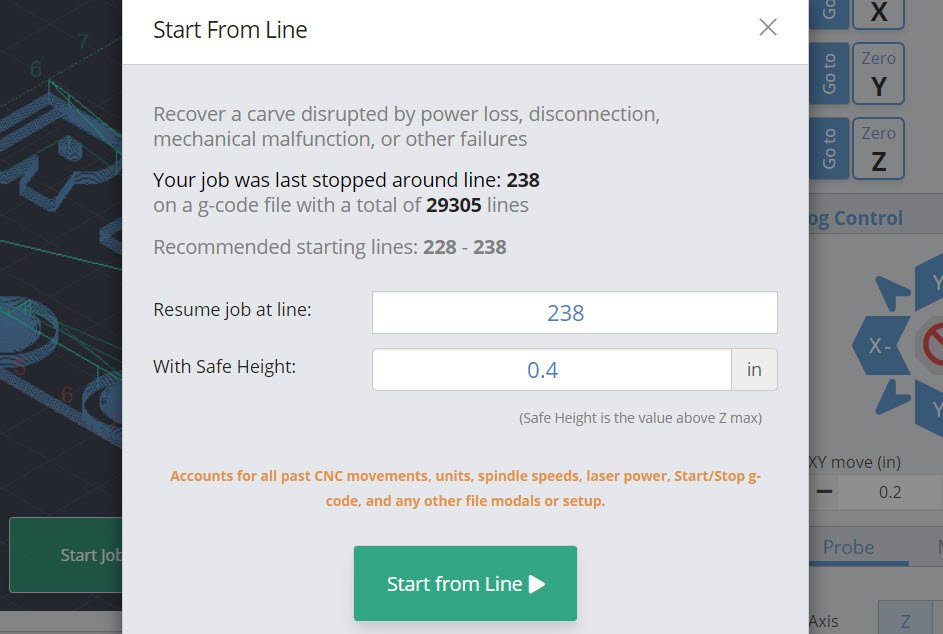 Start From Line
Recover a carve disrupted by power loss, disconnection,
mechanical malfunction, or other failures
Your job was last stopped around line: 238
on a g-code file with a total of 29305 lines
Recommended starting lines: 228 - 238
Resume job at line:
238
With Safe Height:
0.4
in
(Safe Height is the value above Z max)
Accounts for all past CNC movements, units, spindle speeds, laser power, Start/Stop g-
code, and any other file modals or setup.
Start from Line
7
6
5
6
Start Job
Go
X
Go to
Zero
Y
Go to
Zero
Z
og Control
Y
X -
Y
XY move (in)
0.2
Probe
Axis
Z